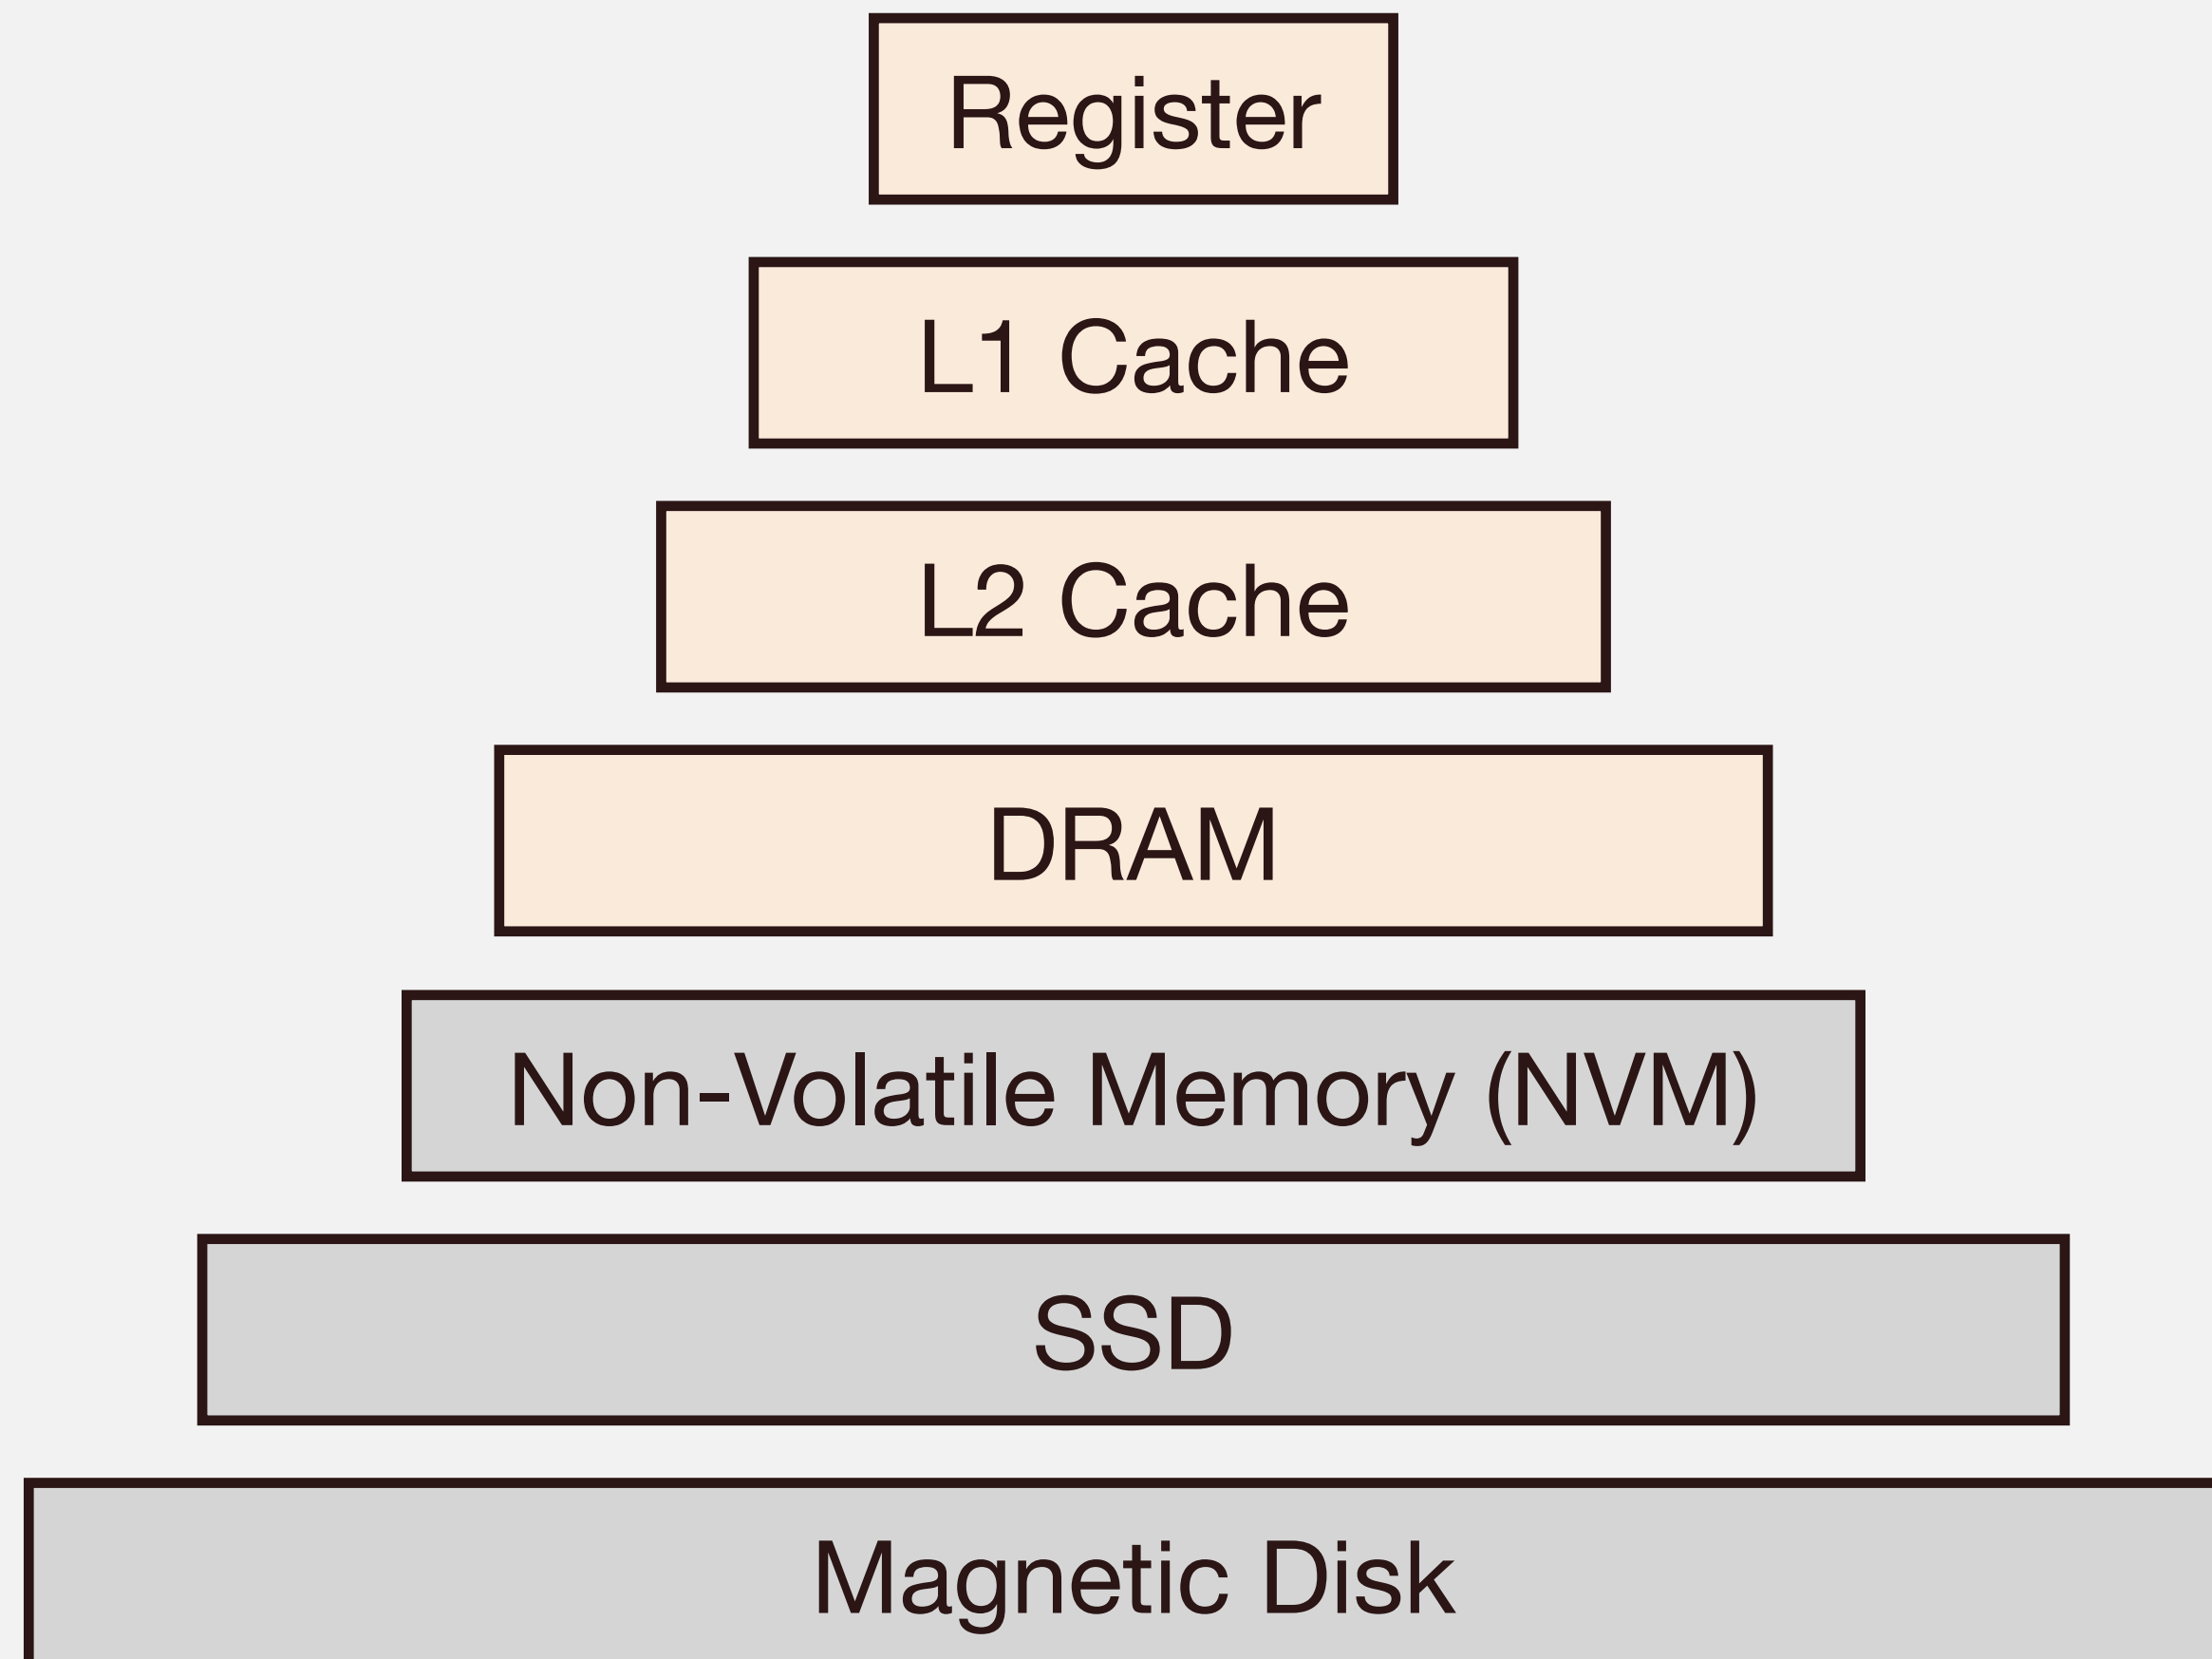 Register
L1 Cache
L2 Cache
DRAM
Non-Volatile Memory (NVM)
SSD
Magnetic Disk